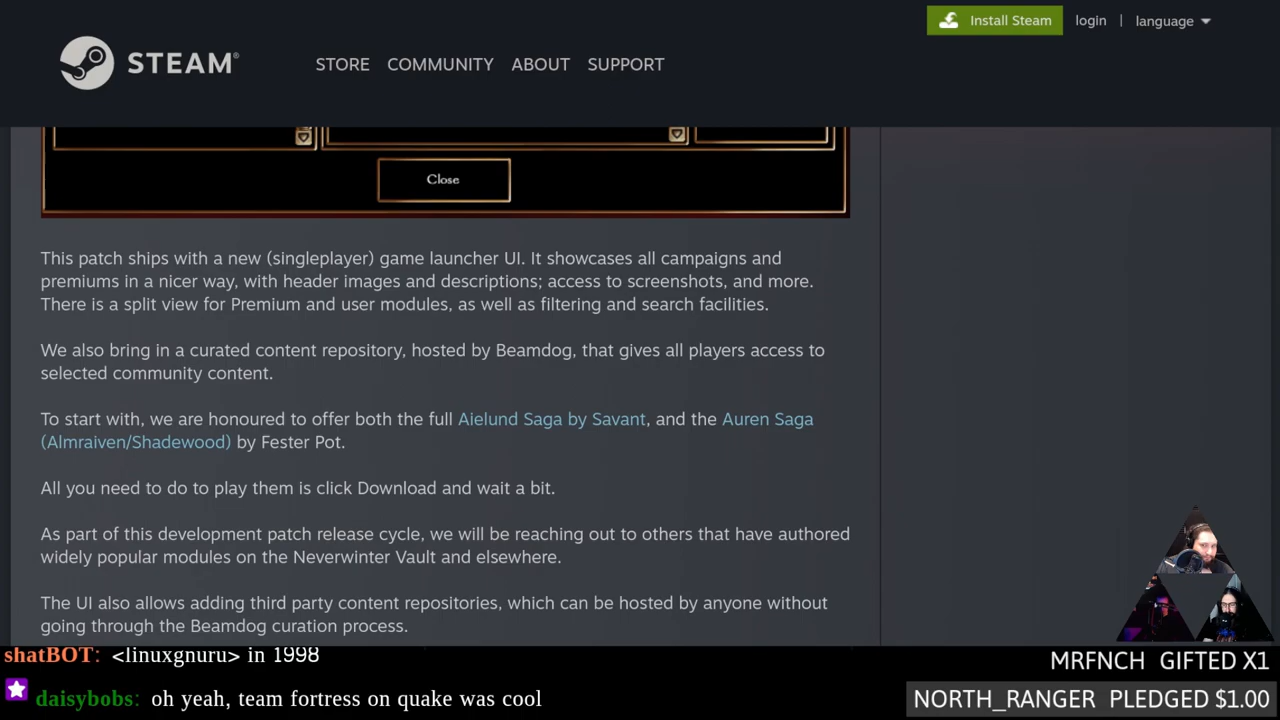 Install Steam
login | language
STEAM®
STORE COMMUNITY ABOUT SUPPORT
Close
This patch ships with a new (singleplayer) game launcher UI. It showcases all campaigns and
premiums in a nicer way, with header images and descriptions; access to screenshots, and more.
There is a split view for Premium and user modules, as well as filtering and search facilities.
We also bring in a curated content repository, hosted by Beamdog, that gives all players access to
selected community content.
To start with, we are honoured to offer both the full Aielund Saga by Savant, and the Auren Saga
(Almraiven/Shadewood) by Fester Pot.
All you need to do to play them is click Download and wait a bit.
As part of this development patch release cycle, we will be reaching out to others that have authored
widely popular modules on the Neverwinter Vault and elsewhere.
The UI also allows adding third party content repositories, which can be hosted by anyone without
going through the Beamdog curation process.
shatBOT: <linuxgnuru> in 1998
daisybobs: oh yeah, team fortress on quake was cool
MRFNCH GIFTED X1
NORTH_RANGER PLEDGED $1.00